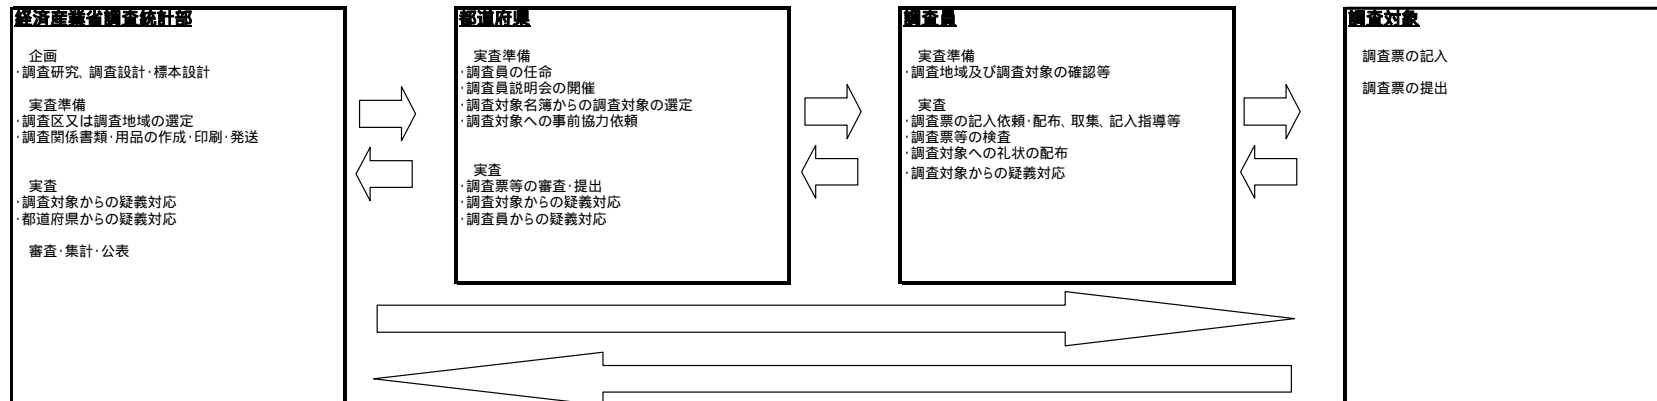 経済産業省調査統計部
企画
・調査研究、調査設計・標本設計
実査準備
・調査区又は調査地域の選定
・調査関係書類・用品の作成・印刷・発送
実査
・調査対象からの疑義対応
・都道府県からの疑義対応
審査・集計・公表
都道府県
実査準備
・調査員の任命
・調査員説明会の開催
・調査対象名簿からの調査対象の選定
・調査対象への事前協力依頼
実査
・調査票等の審査・提出
・調査対象からの疑義対応
・調査員からの疑義対応
調査員
実査準備
・調査地域及び調査対象の確認等
実査
・調査票の記入依頼・配布、取集、記入指導等
・調査票等の検査
・調査対象への礼状の配布
・調査対象からの疑義対応
調査対象
調査票の記入
調査票の提出